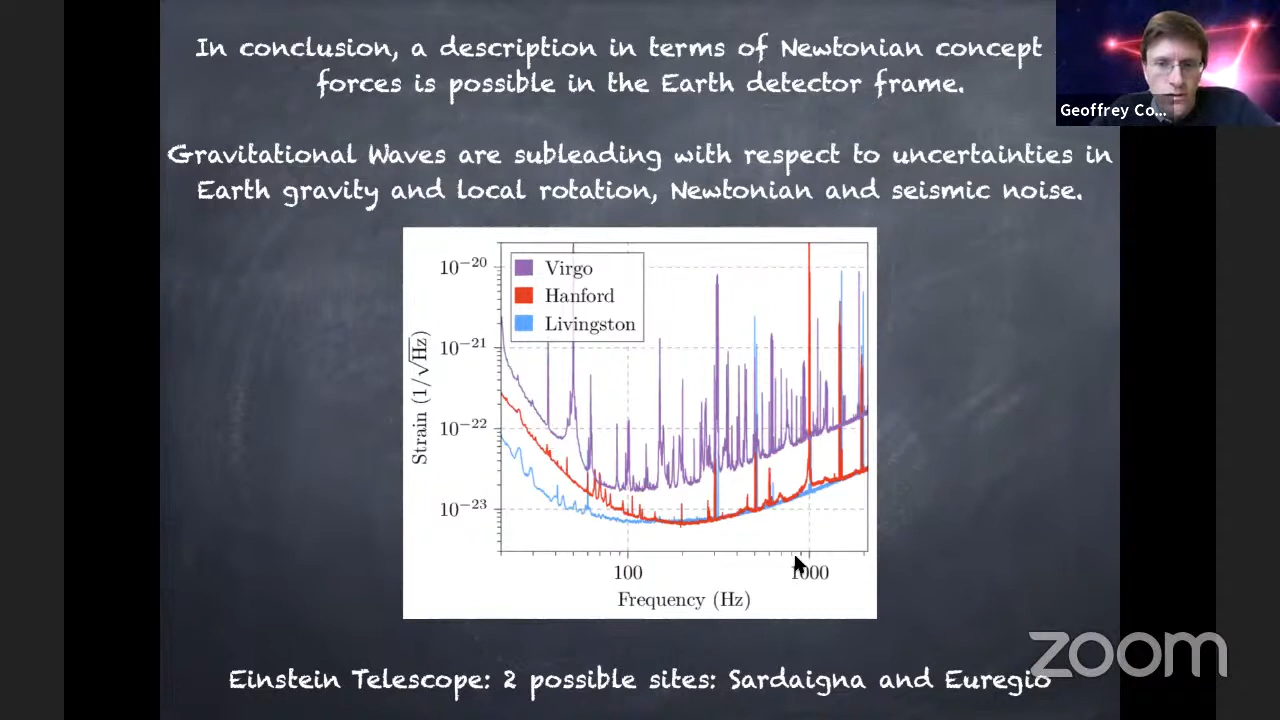 In conclusion, a description in terms of Newtonian concept
forces is possible in the Earth detector frame.
Geoffrey Co...
Gravitational Waves are subleading with respect to uncertainties in
Earth gravity and local rotation, Newtonian and seismic noise.
Virgo
Hanford
Livingston
10⁻²⁰
10⁻²¹
10⁻²²
10⁻²³
Strain (1/√Hz)
100
1000
Frequency (Hz)
zoom
Einstein Telescope: 2 possible sites: Sardaigna and Euregio